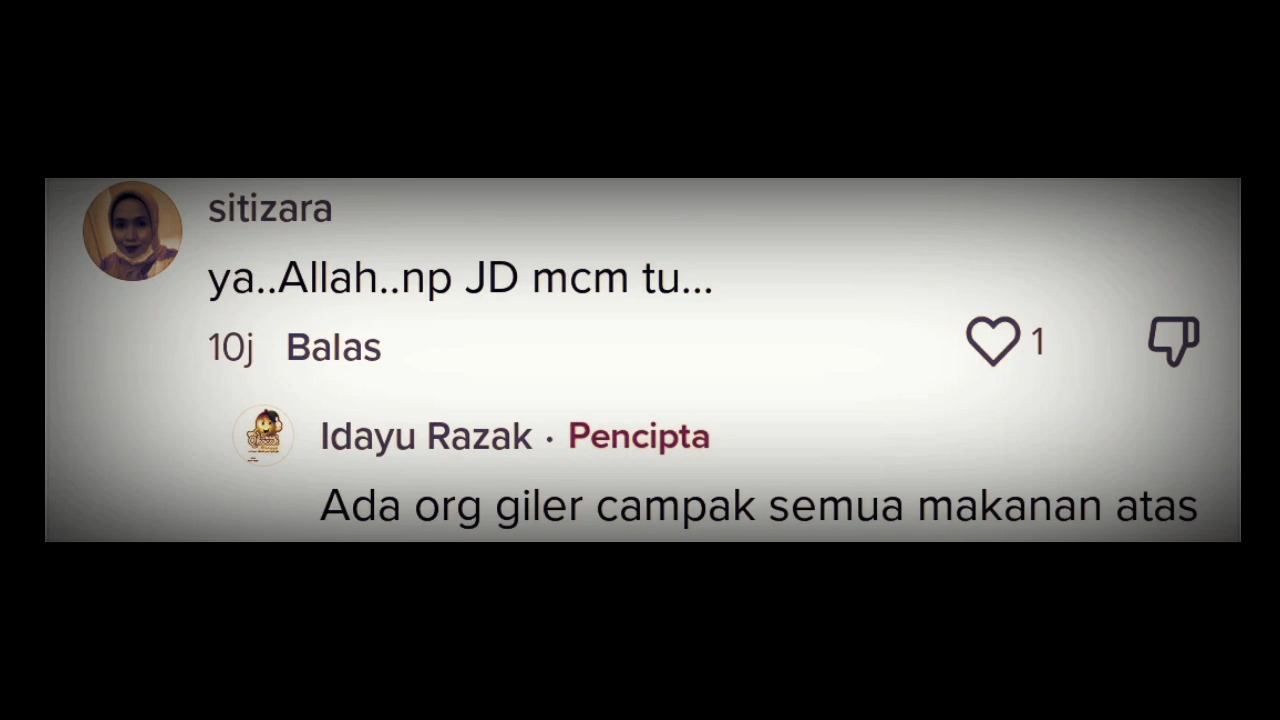 sitizara
ya..Allah..np JD mcm tu...
10j Balas 1
Idayu Razak · Pencipta
Ada org giler campak semua makanan atas